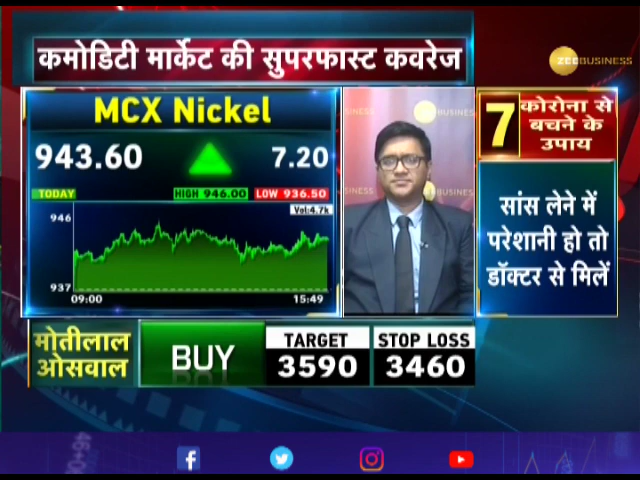 कमोडिटी मार्केट की सुपरफास्ट कवरेज
ZEEBUSINESS
MCX Nickel
943.60
7.20
TODAY
HIGH 946.00
LOW 936.50
Vol:4.7k
946
937
09:00
15:49
BUSINESS
BUSINESS
7
कोरोना से
बचने के
उपाय
सांस लेने में
परेशानी हो तो
डॉक्टर से मिलें
मोतीलाल
ओसवाल
BUY
TARGET
3590
STOP LOSS
3460